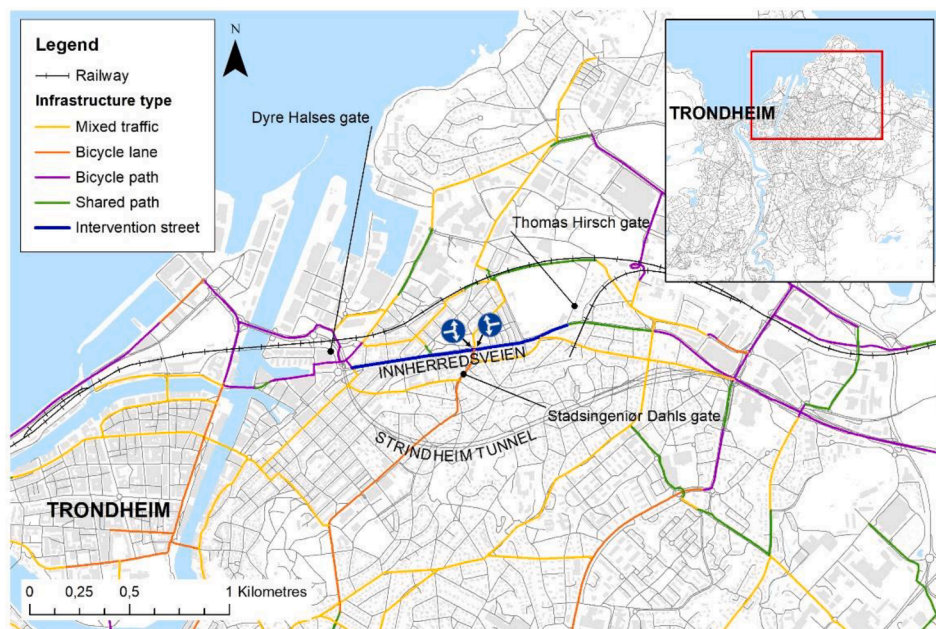 Legend
Railway
Infrastructure type
Mixed traffic
Bicycle lane
Bicycle path
Shared path
Intervention street
N
Dyre Halses gate
TRONDHEIM
Thomas Hirsch gate
INNHERREDSVEIEN
Stadsingeniør Dahls gate
STRINDHEIM TUNNEL
TRONDHEIM
0 0,25 0,5 1 Kilometres